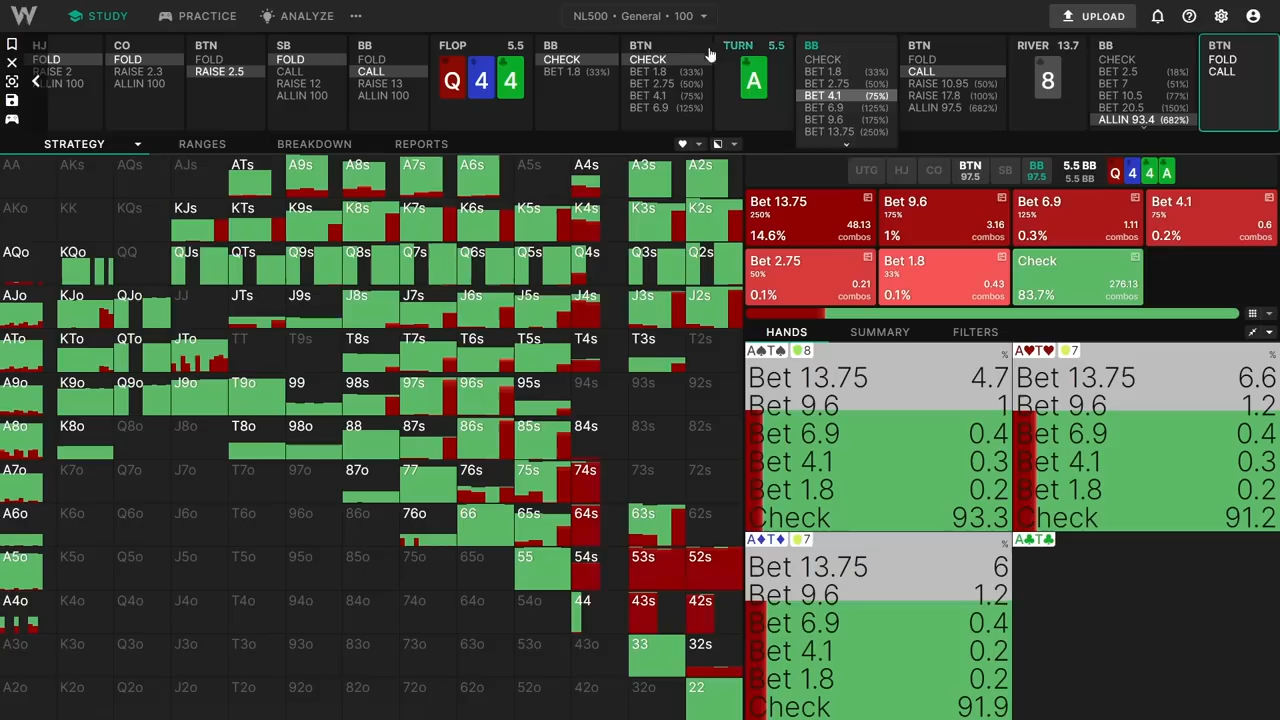 W STUDY PRACTICE ANALYZE ••• NL500 • General • 100 UPLOAD
HJ
FOLD
RAISE 2
ALLIN 100
CO
FOLD
RAISE 2.3
ALLIN 100
BTN
FOLD
RAISE 2.5
SB
FOLD
CALL
RAISE 12
ALLIN 100
BB
FOLD
CALL
RAISE 13
ALLIN 100
FLOP 5.5
Q 4 4
BB
CHECK
BET 1.8 (33%)
BTN
CHECK
BET 1.8 (33%)
BET 2.75 (50%)
BET 4.1 (75%)
BET 6.9 (125%)
TURN 5.5
A
BB
CHECK
BET 1.8 (33%)
BET 2.75 (50%)
BET 4.1 (75%)
BET 6.9 (125%)
BET 9.6 (175%)
BET 13.75 (250%)
BTN
FOLD
CALL
RAISE 10.95 (50%)
RAISE 17.8 (100%)
ALLIN 97.5 (682%)
RIVER 13.7
8
BB
CHECK
BET 2.5 (18%)
BET 7 (51%)
BET 10.5 (77%)
BET 20.5 (150%)
ALLIN 93.4 (682%)
BTN
FOLD
CALL
STRATEGY RANGES BREAKDOWN REPORTS
AA AKs AQs AJs ATs A9s A8s A7s A6s A5s A4s A3s A2s
AKo KK KQs KJs KTs K9s K8s K7s K6s K5s K4s K3s K2s
AQo KQo QQ QJs QTs Q9s Q8s Q7s Q6s Q5s Q4s Q3s Q2s
AJo KJo QJo JJ JTs J9s J8s J7s J6s J5s J4s J3s J2s
ATo KTo QTo JTo TT T9s T8s T7s T6s T5s T4s T3s T2s
A9o K9o Q9o J9o T9o 99 98s 97s 96s 95s 94s 93s 92s
A8o K8o Q8o J8o T8o 98o 88 87s 86s 85s 84s 83s 82s
A7o K7o Q7o J7o T7o 97o 87o 77 76s 75s 74s 73s 72s
A6o K6o Q6o J6o T6o 96o 86o 76o 66 65s 64s 63s 62s
A5o K5o Q5o J5o T5o 95o 85o 75o 65o 55 54s 53s 52s
A4o K4o Q4o J4o T4o 94o 84o 74o 64o 54o 44 43s 42s
A3o K3o Q3o J3o T3o 93o 83o 73o 63o 53o 43o 33 32s
A2o K2o Q2o J2o T2o 92o 82o 72o 62o 52o 42o 32o 22
UTG HJ CO BTN 97.5 SB BB 97.5 5.5 BB 5.5 BB Q 4 4 A
Bet 13.75
250%
48.13
14.6% combos
Bet 9.6
175%
3.16
1% combos
Bet 6.9
125%
1.11
0.3% combos
Bet 4.1
75%
0.6
0.2% combos
Bet 2.75
50%
0.21
0.1% combos
Bet 1.8
33%
0.43
0.1% combos
Check
276.13
83.7% combos
HANDS SUMMARY FILTERS
A♠T♠ 8 %
Bet 13.75 4.7
Bet 9.6 1
Bet 6.9 0.4
Bet 4.1 0.3
Bet 1.8 0.2
Check 93.3
A♥T♥ 7 %
Bet 13.75 6.6
Bet 9.6 1.2
Bet 6.9 0.4
Bet 4.1 0.3
Bet 1.8 0.2
Check 91.2
A♦T♦ 7 %
Bet 13.75 6
Bet 9.6 1.2
Bet 6.9 0.4
Bet 4.1 0.2
Bet 1.8 0.2
Check 91.9
A♣T♣